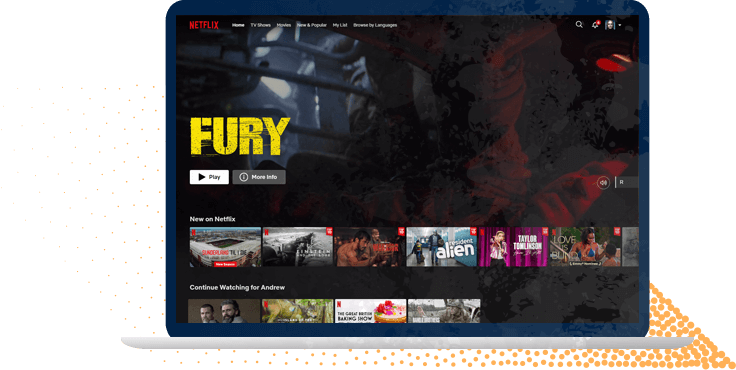 NETFLIX Home TV Shows Movies New & Popular My List Browse by Languages
FURY
Play More Info
R
New on Netflix
SUNDERLAND 'TIL I DIE
New Season
EINSTEIN
resident
alien
TAYLOR
TOMLINSON
LOVE
IS
BLIND
Continue Watching for Andrew
THE GREAT BRITISH
BAKING SHOW